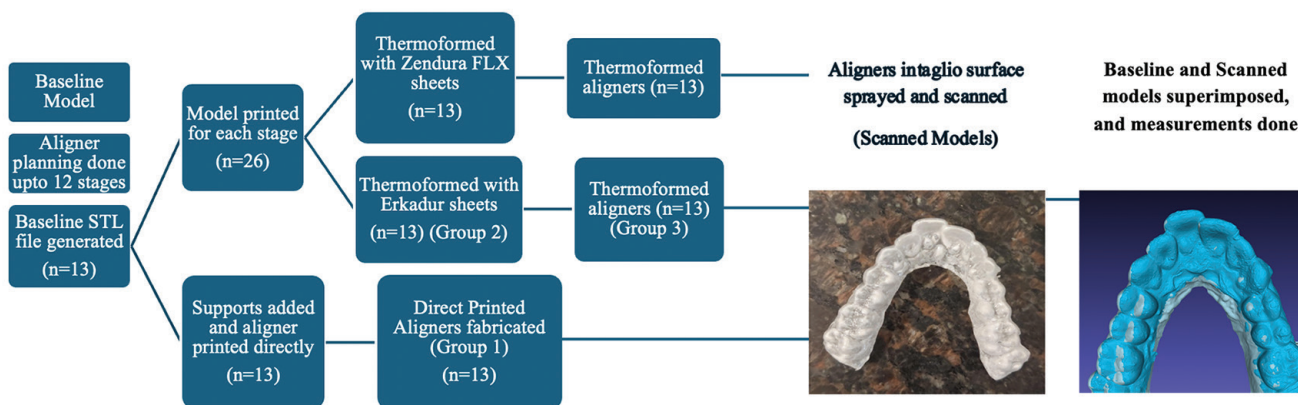 Baseline
Model
Aligner
planning done
upto 12 stages
Baseline STL
file generated
(n=13)
Model printed
for each stage
(n=26)
Thermoformed
with Zendura FLX
sheets
(n=13)
Thermoformed
aligners (n=13)
Thermoformed with
Erkadur sheets
(n=13) (Group 2)
Thermoformed
aligners (n=13)
(Group 3)
Supports added
and aligner
printed directly
(n=13)
Direct Printed
Aligners fabricated
(Group 1)
(n=13)
Aligners intaglio surface
sprayed and scanned
(Scanned Models)
Baseline and Scanned
models superimposed,
and measurements done